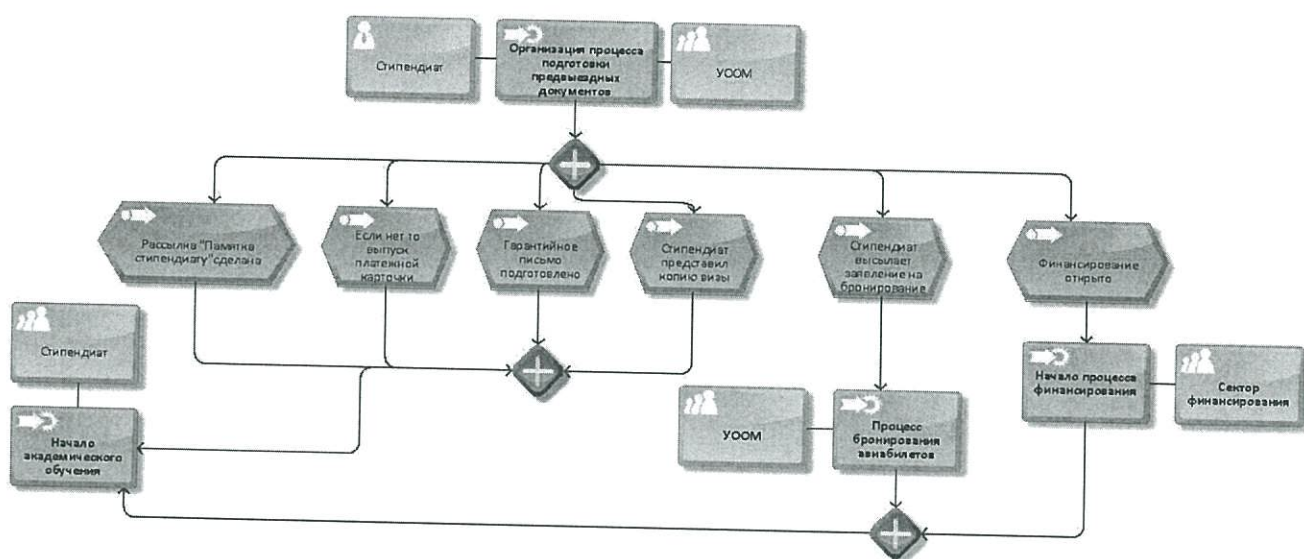 Стипендиат
Организация процесса
подготовки
предвыездных
документов
УООМ
Рассылка "Памятка
стипендиату" сделана
Если нет то
выпуск
платежной
карточки
Гарантийное
письмо
подготовлено
Стипендиат
представил
копию визы
Стипендиат
высылает
заявление на
бронирование
Финансирование
открыто
Стипендиат
Начало
академического
обучения
УООМ
Процесс
бронирования
авиабилетов
Начало процесса
финансирования
Сектор
финансирования